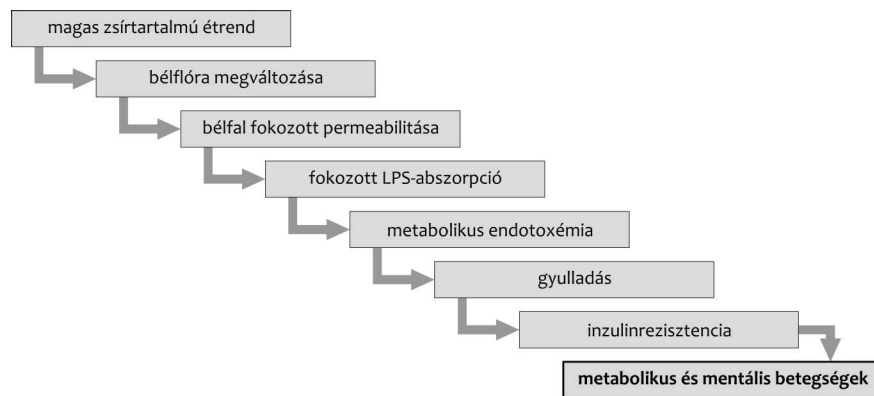 magas zsírtartalmú étrend
bélflóra megváltozása
bélfal fokozott permeabilitása
fokozott LPS-abszorpció
metabolikus endotoxémia
gyulladás
inzulinrezisztencia
metabolikus és mentális betegségek